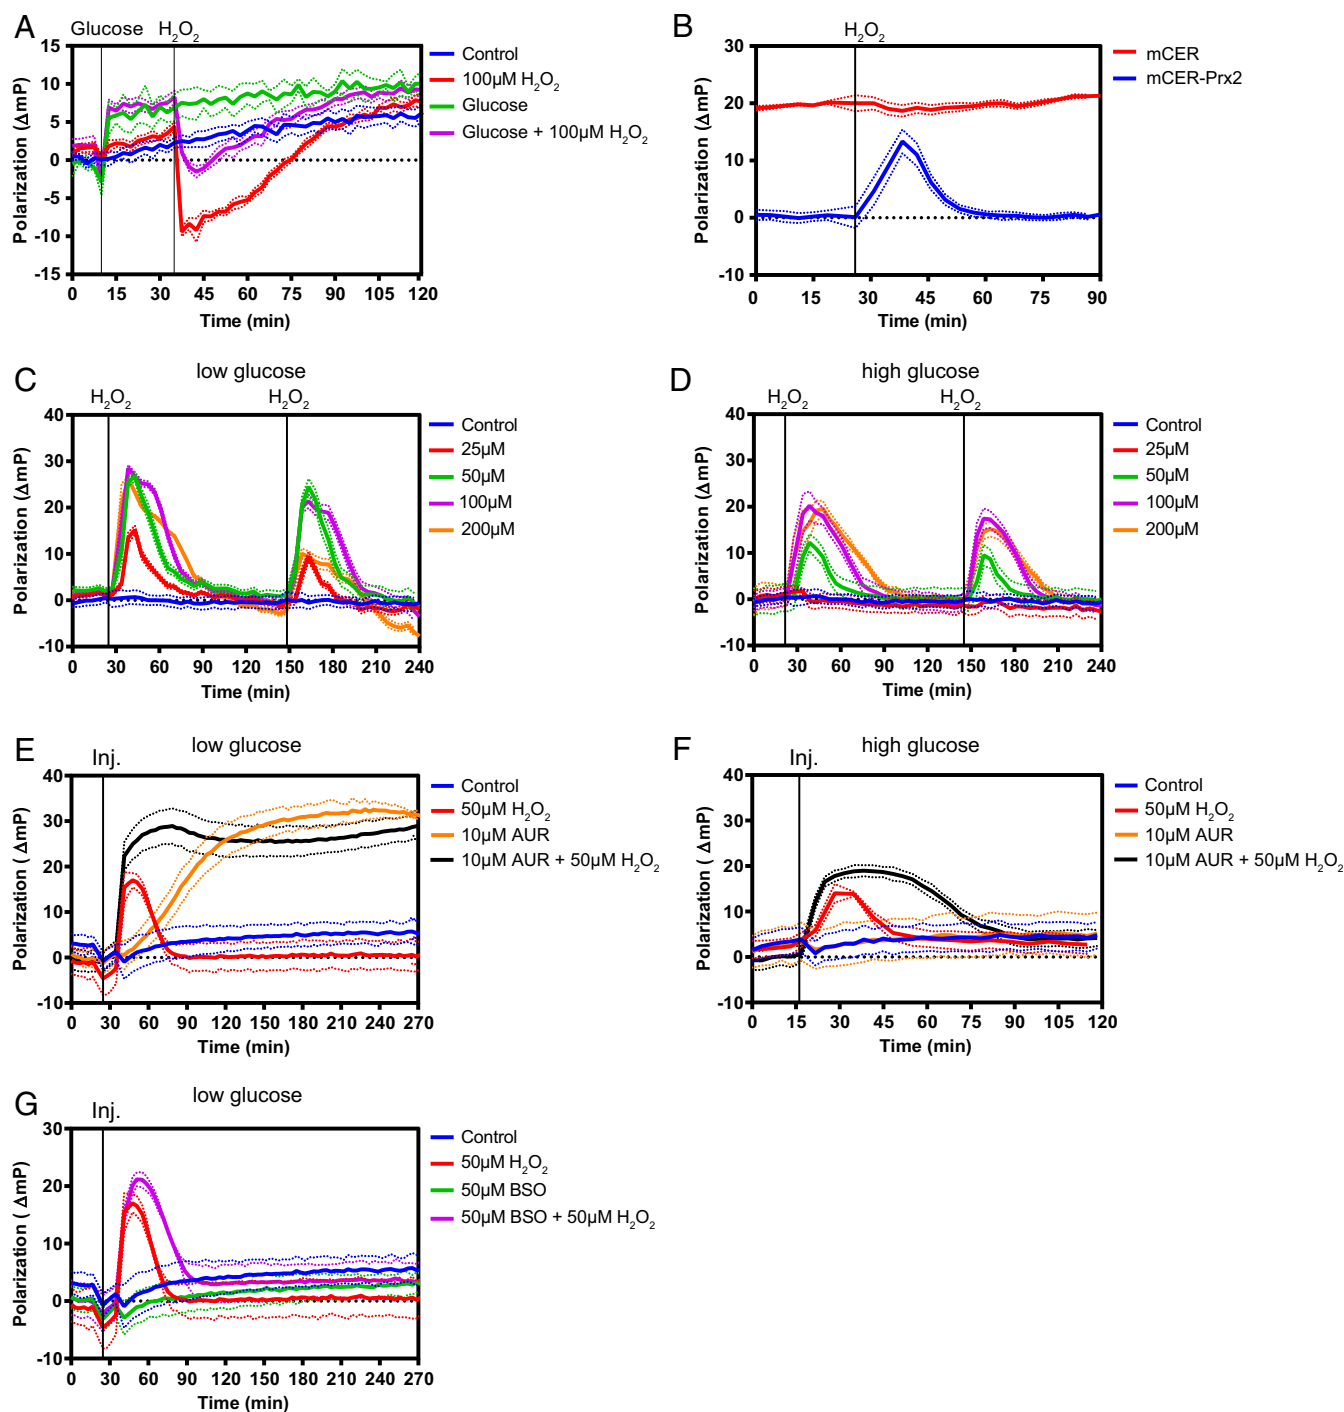 A
Glucose H₂O₂
Polarization (ΔmP)
15
10
5
0
-5
-10
-15
0 15 30 45 60 75 90 105 120
Time (min)
Control
100µM H₂O₂
Glucose
Glucose + 100µM H₂O₂
B
H₂O₂
Polarization (ΔmP)
30
20
10
0
-10
0 15 30 45 60 75 90
Time (min)
mCER
mCER-Prx2
C
low glucose
H₂O₂ H₂O₂
Polarization (ΔmP)
40
30
20
10
0
-10
0 30 60 90 120 150 180 210 240
Time (min)
Control
25µM
50µM
100µM
200µM
D
high glucose
H₂O₂ H₂O₂
Polarization (ΔmP)
40
30
20
10
0
-10
0 30 60 90 120 150 180 210 240
Time (min)
Control
25µM
50µM
100µM
200µM
E
low glucose
Inj.
Polarization ( ΔmP)
40
30
20
10
0
-10
0 30 60 90 120 150 180 210 240 270
Time (min)
Control
50µM H₂O₂
10µM AUR
10µM AUR + 50µM H₂O₂
F
high glucose
Inj.
Polarization ( ΔmP)
40
30
20
10
0
-10
0 15 30 45 60 75 90 105 120
Time (min)
Control
50µM H₂O₂
10µM AUR
10µM AUR + 50µM H₂O₂
G
low glucose
Inj.
Polarization ( ΔmP)
30
20
10
0
-10
0 30 60 90 120 150 180 210 240 270
Time (min)
Control
50µM H₂O₂
50µM BSO
50µM BSO + 50µM H₂O₂